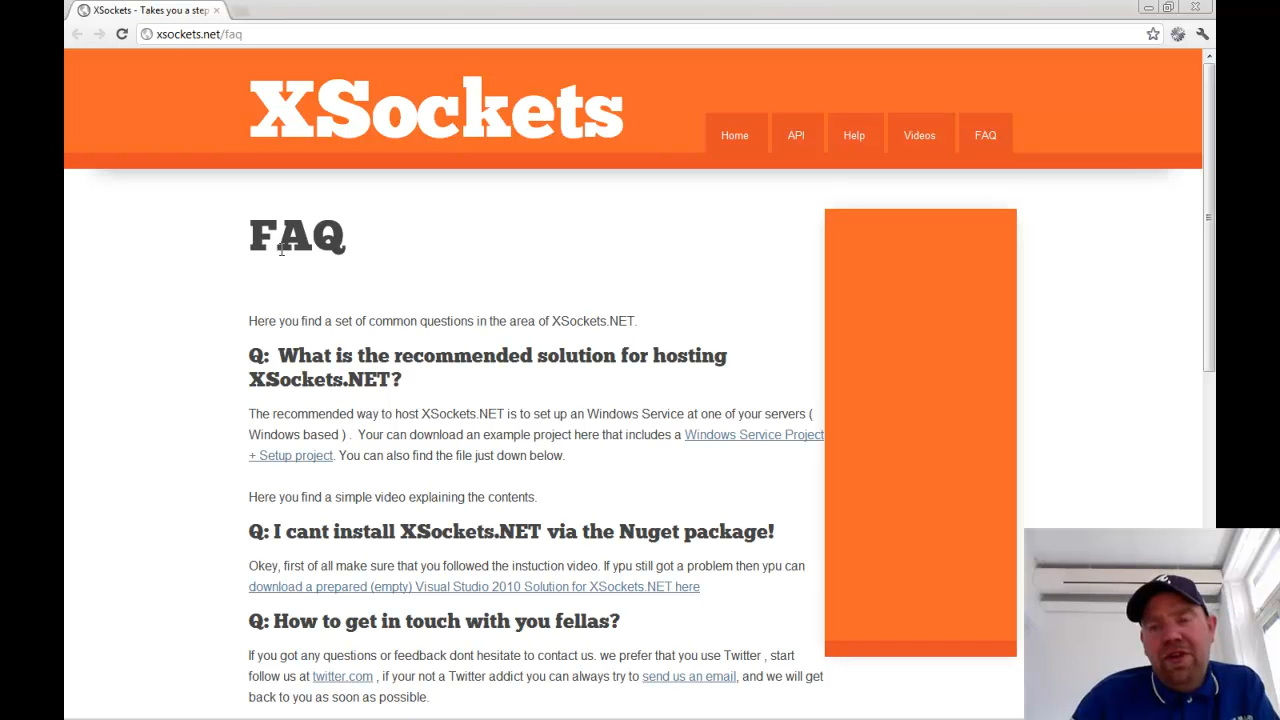 XSockets - Takes you a step
xsockets.net/faq
XSockets
Home API Help Videos FAQ
FAQ
Here you find a set of common questions in the area of XSockets.NET.
Q:  What is the recommended solution for hosting
XSockets.NET?
The recommended way to host XSockets.NET is to set up an Windows Service at one of your servers (
Windows based ) .  Your can download an example project here that includes a Windows Service Project
+ Setup project. You can also find the file just down below.
Here you find a simple video explaining the contents.
Q: I cant install XSockets.NET via the Nuget package!
Okey, first of all make sure that you followed the instuction video. If ypu still got a problem then ypu can
download a prepared (empty) Visual Studio 2010 Solution for XSockets.NET here
Q: How to get in touch with you fellas?
If you got any questions or feedback dont hesitate to contact us. we prefer that you use Twitter , start
follow us at twitter.com , if your not a Twitter addict you can always try to send us an email, and we will get
back to you as soon as possible.